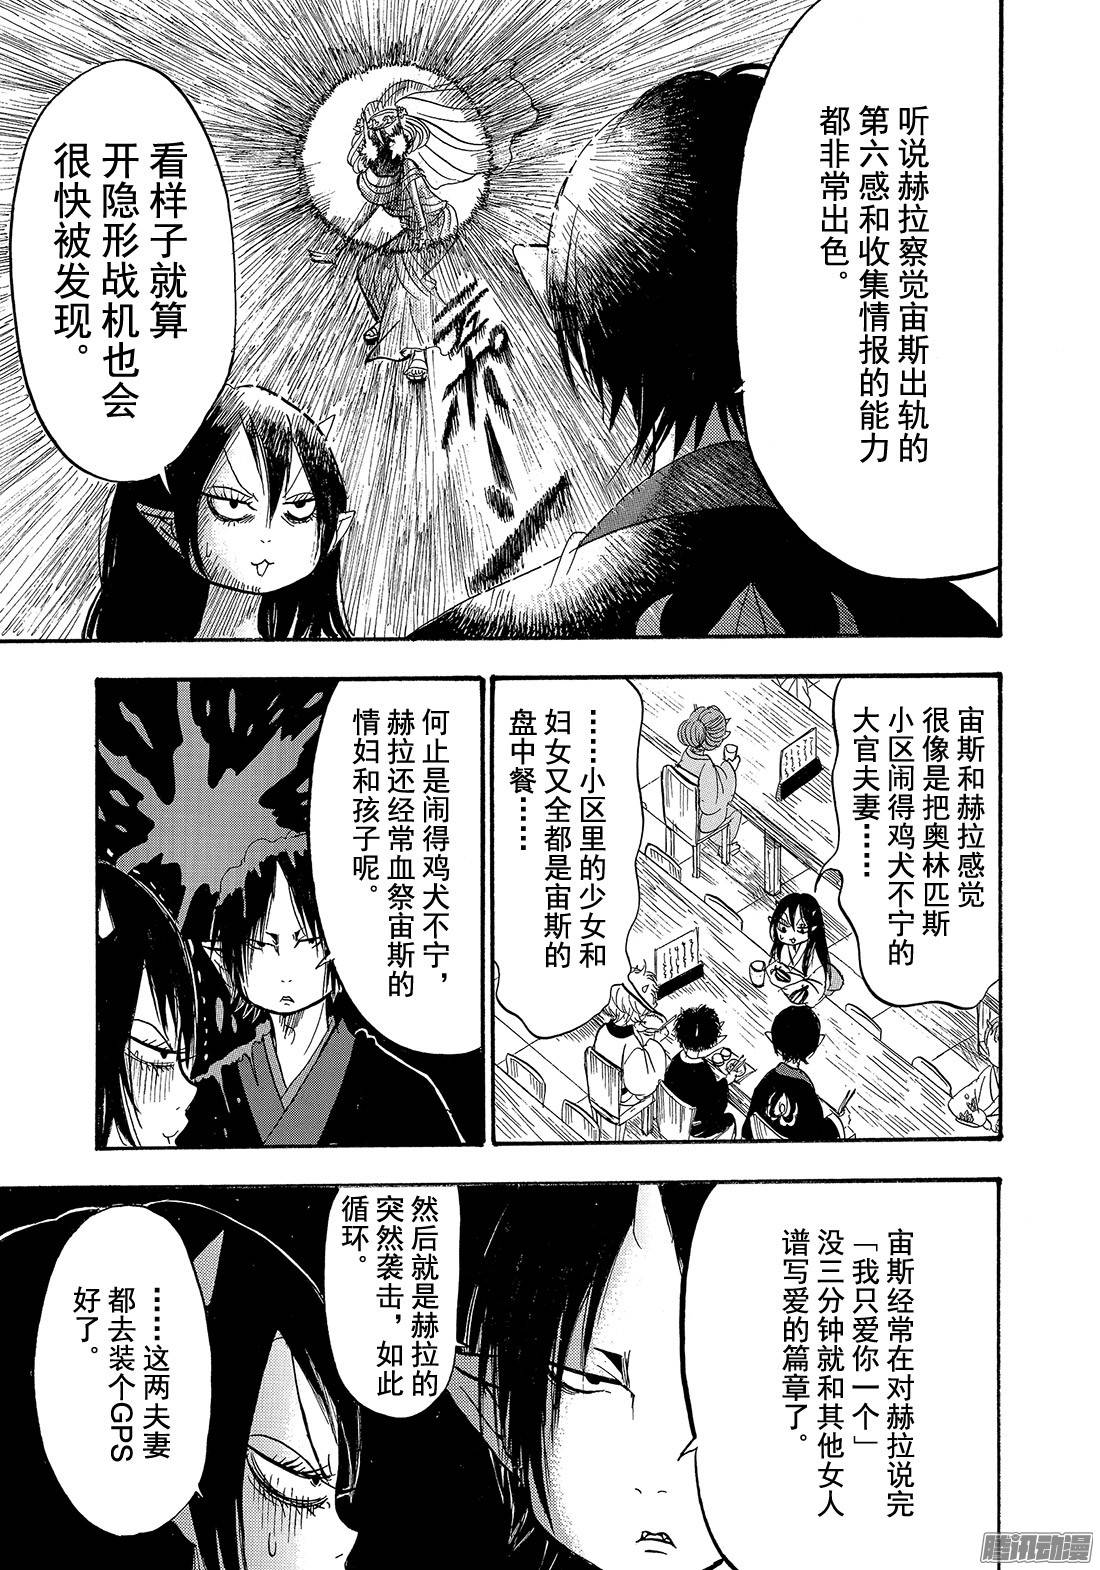 听说赫拉察觉宙斯出轨的
第六感和收集情报的能力
都非常出色。
看样子就算
开隐形战机也会
很快被发现。
宙斯和赫拉感觉
很像是把奥林匹斯
小区闹得鸡犬不宁的
大官夫妻……
……小区里的少女和
妇女又全都是宙斯的
盘中餐……
何止是闹得鸡犬不宁，
赫拉还经常血祭宙斯的
情妇和孩子呢。
宙斯经常在对赫拉说完
「我只爱你一个」
没三分钟就和其他女人
谱写爱的篇章了。
然后就是赫拉的
突然袭击，如此
循环。
……这两夫妻
都去装个GPS
好了。
腾讯动漫